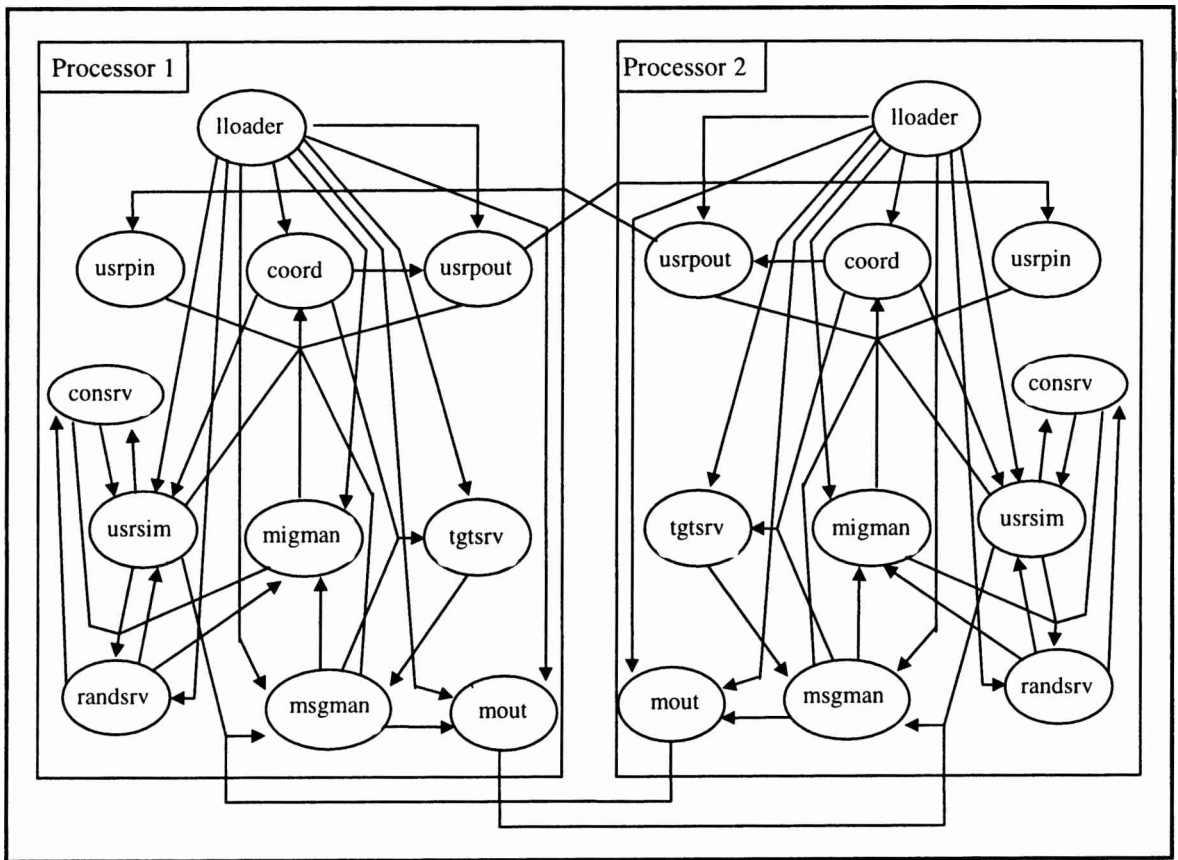 Processor 1
lloader
usrpin
coord
usrpout
consrv
usrsim
migman
tgtsrv
randsrv
msgman
mout
Processor 2
lloader
usrpout
coord
usrpin
consrv
tgtsrv
migman
usrsim
mout
msgman
randsrv